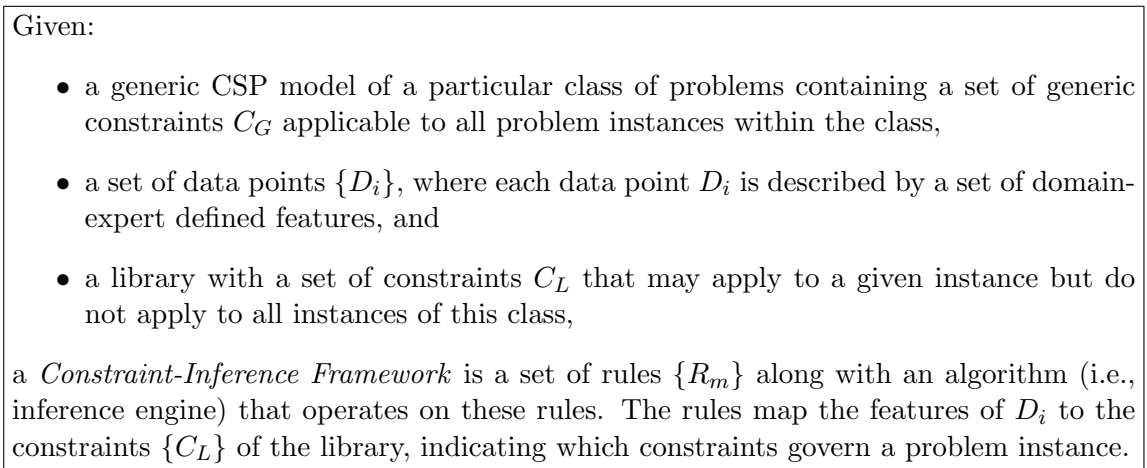 Given:
• a generic CSP model of a particular class of problems containing a set of generic
constraints C_G applicable to all problem instances within the class,
• a set of data points {D_i}, where each data point D_i is described by a set of domain-
expert defined features, and
• a library with a set of constraints C_L that may apply to a given instance but do
not apply to all instances of this class,
a Constraint-Inference Framework is a set of rules {R_m} along with an algorithm (i.e.,
inference engine) that operates on these rules. The rules map the features of D_i to the
constraints {C_L} of the library, indicating which constraints govern a problem instance.